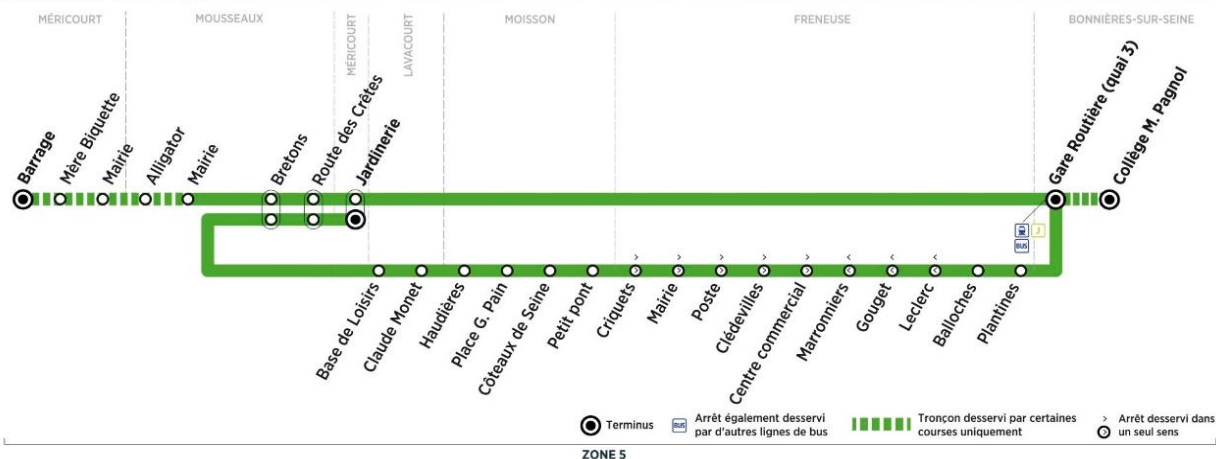 MÉRICOURT
MOUSSEAUX
MÉRICOURT
LAVACOURT
MOISSON
FRENEUSE
BONNIÈRES-SUR-SEINE
Barrage
Mère Biquette
Mairie
Alligator
Mairie
Bretons
Route des Crêtes
Jardinerie
Gare Routière (quai 3)
Collège M. Pagnol
J
BUS
Base de Loisirs
Claude Monet
Haudières
Place G. Pain
Côteaux de Seine
Petit pont
Criquets
Mairie
Poste
Clédevilles
Centre commercial
Marronniers
Gouget
Leclerc
Balloches
Plantines
Terminus
BUS
Arrêt également desservi
par d'autres lignes de bus
Tronçon desservi par certaines
courses uniquement
Arrêt desservi dans
un seul sens
ZONE 5